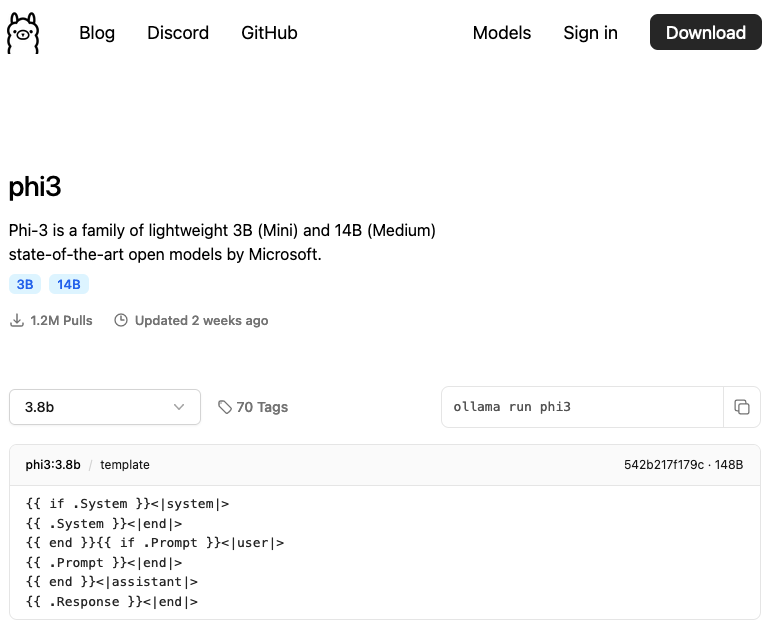 Blog Discord GitHub Models Sign in Download
phi3
Phi-3 is a family of lightweight 3B (Mini) and 14B (Medium)
state-of-the-art open models by Microsoft.
3B 14B
1.2M Pulls Updated 2 weeks ago
3.8b 70 Tags ollama run phi3
phi3:3.8b / template 542b217f179c · 148B
{{ if .System }}<|system|>
{{ .System }}<|end|>
{{ end }}{{ if .Prompt }}<|user|>
{{ .Prompt }}<|end|>
{{ end }}<|assistant|>
{{ .Response }}<|end|>